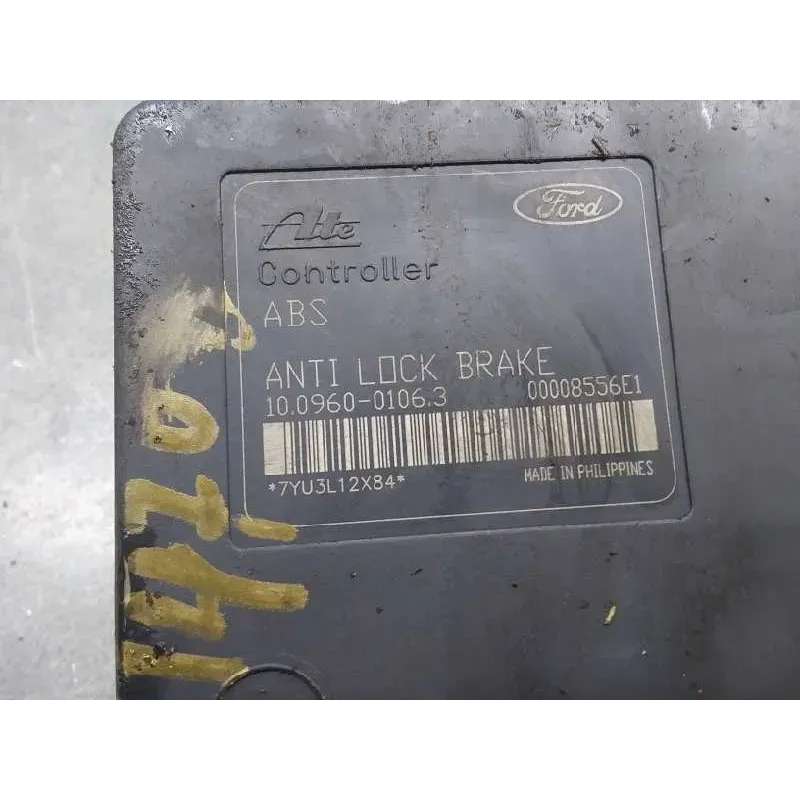 Ate
Ford
Controller
ABS
ANTI LOCK BRAKE
10.0960-0106.3 00008556E1
*7YU3L12X84* MADE IN PHILIPPINES